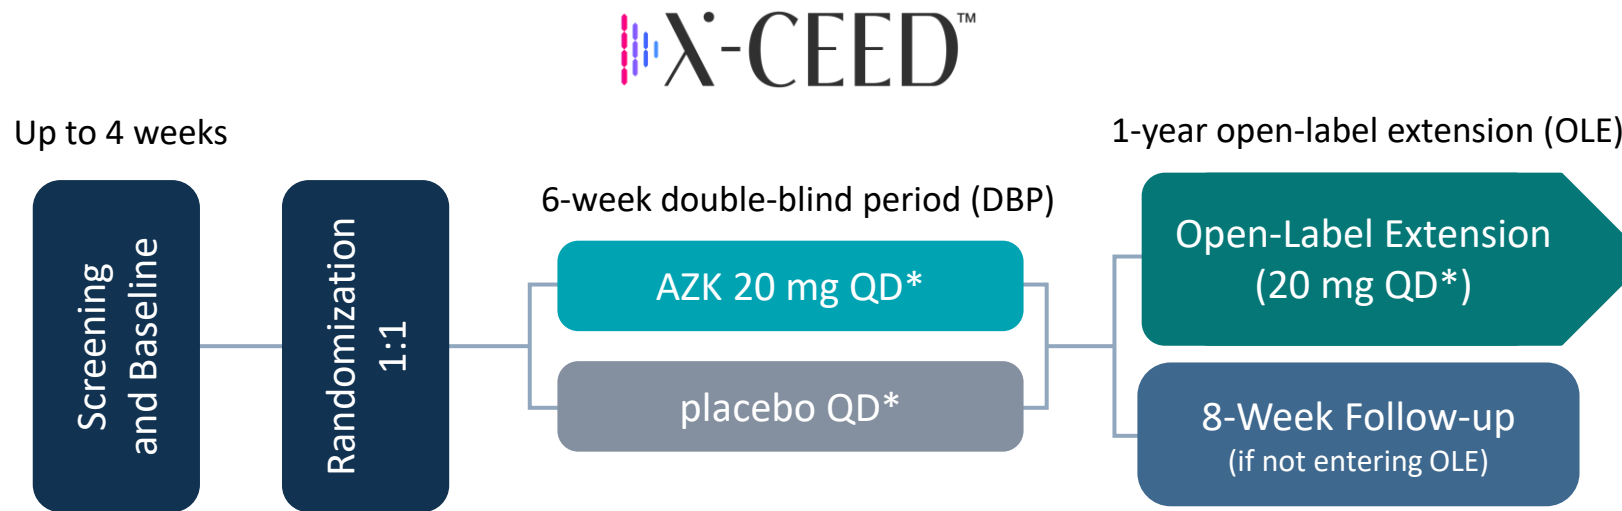 X-CEED™
Up to 4 weeks
1-year open-label extension (OLE)
6-week double-blind period (DBP)
Screening
and Baseline
Randomization
1:1
AZK 20 mg QD*
placebo QD*
Open-Label Extension
(20 mg QD*)
8-Week Follow-up
(if not entering OLE)